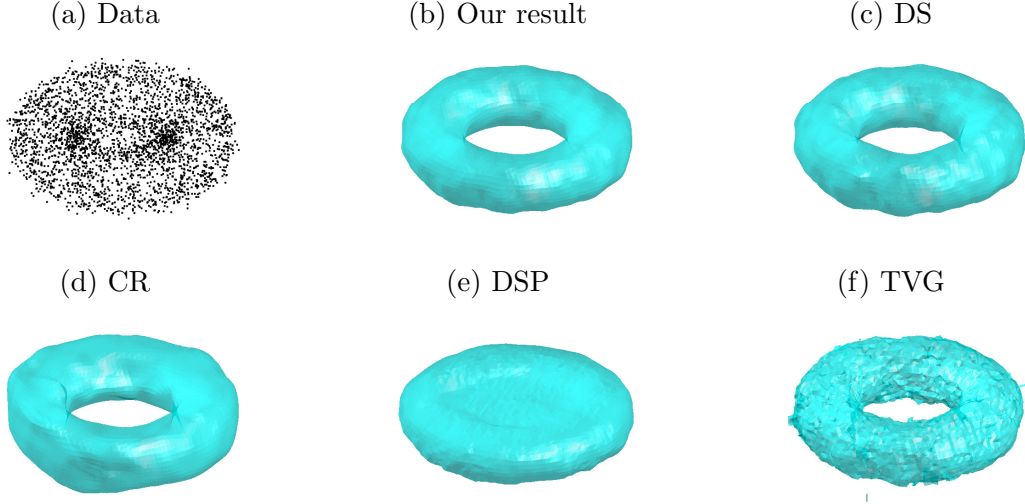 (a) Data
(b) Our result
(c) DS
(d) CR
(e) DSP
(f) TVG